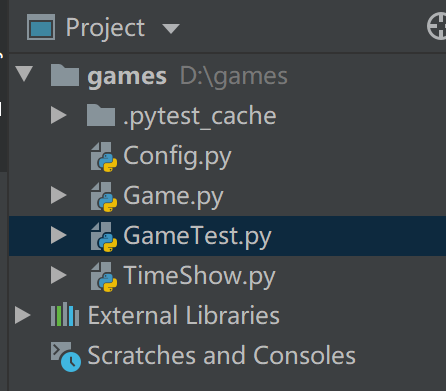 Project
games D:\games
.pytest_cache
Config.py
Game.py
GameTest.py
TimeShow.py
External Libraries
Scratches and Consoles